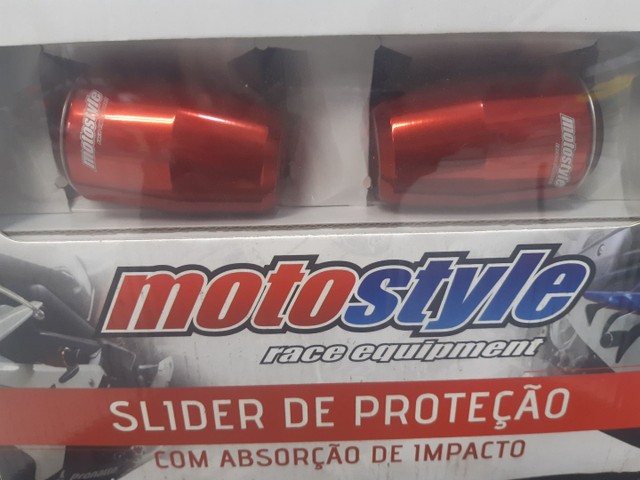 motostyle
motostyle
motostyle
race equipment
SLIDER DE PROTEÇÃO
COM ABSORÇÃO DE IMPACTO